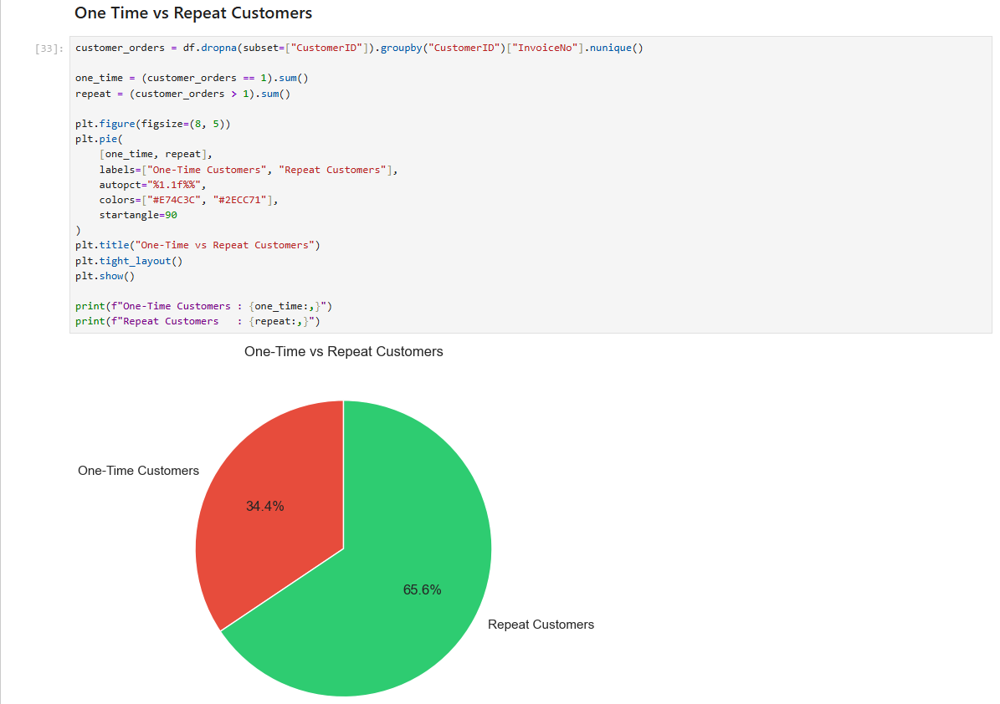 One Time vs Repeat Customers
[33]: customer_orders = df.dropna(subset=["CustomerID"]).groupby("CustomerID")["InvoiceNo"].nunique()
one_time = (customer_orders == 1).sum()
repeat = (customer_orders > 1).sum()
plt.figure(figsize=(8, 5))
plt.pie(
    [one_time, repeat],
    labels=["One-Time Customers", "Repeat Customers"],
    autopct="%1.1f%%",
    colors=["#E74C3C", "#2ECC71"],
    startangle=90
)
plt.title("One-Time vs Repeat Customers")
plt.tight_layout()
plt.show()
print(f"One-Time Customers : {one_time:,}")
print(f"Repeat Customers   : {repeat:,}")
One-Time vs Repeat Customers
One-Time Customers
34.4%
65.6%
Repeat Customers